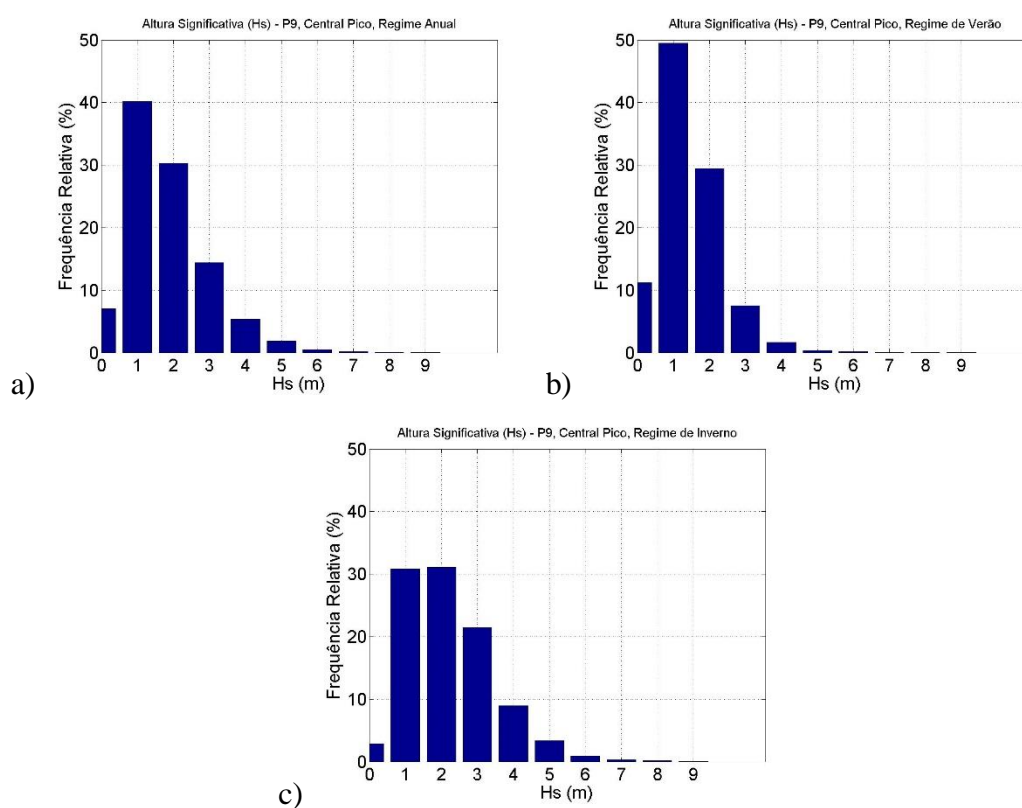 Altura Significativa (Hs) - P9, Central Pico, Regime Anual
Frequência Relativa (%)
50
40
30
20
10
0
0 1 2 3 4 5 6 7 8 9
Hs (m)
a)
Altura Significativa (Hs) - P9, Central Pico, Regime de Verão
Frequência Relativa (%)
50
40
30
20
10
0
0 1 2 3 4 5 6 7 8 9
Hs (m)
b)
Altura Significativa (Hs) - P9, Central Pico, Regime de Inverno
Frequência Relativa (%)
50
40
30
20
10
0
0 1 2 3 4 5 6 7 8 9
Hs (m)
c)